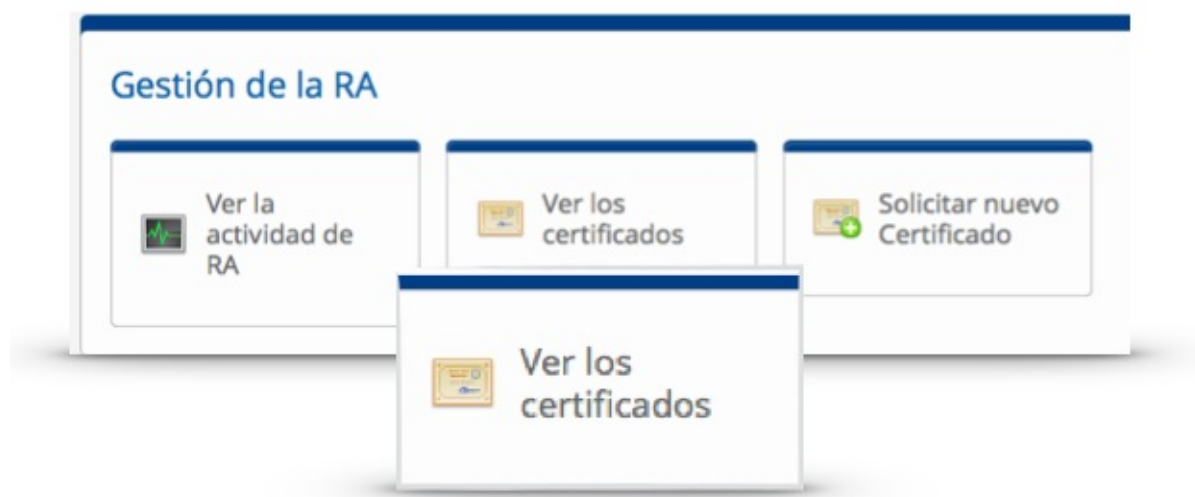 Gestión de la RA
Ver la
actividad de
RA
Ver los
certificados
Solicitar nuevo
Certificado
Ver los
certificados